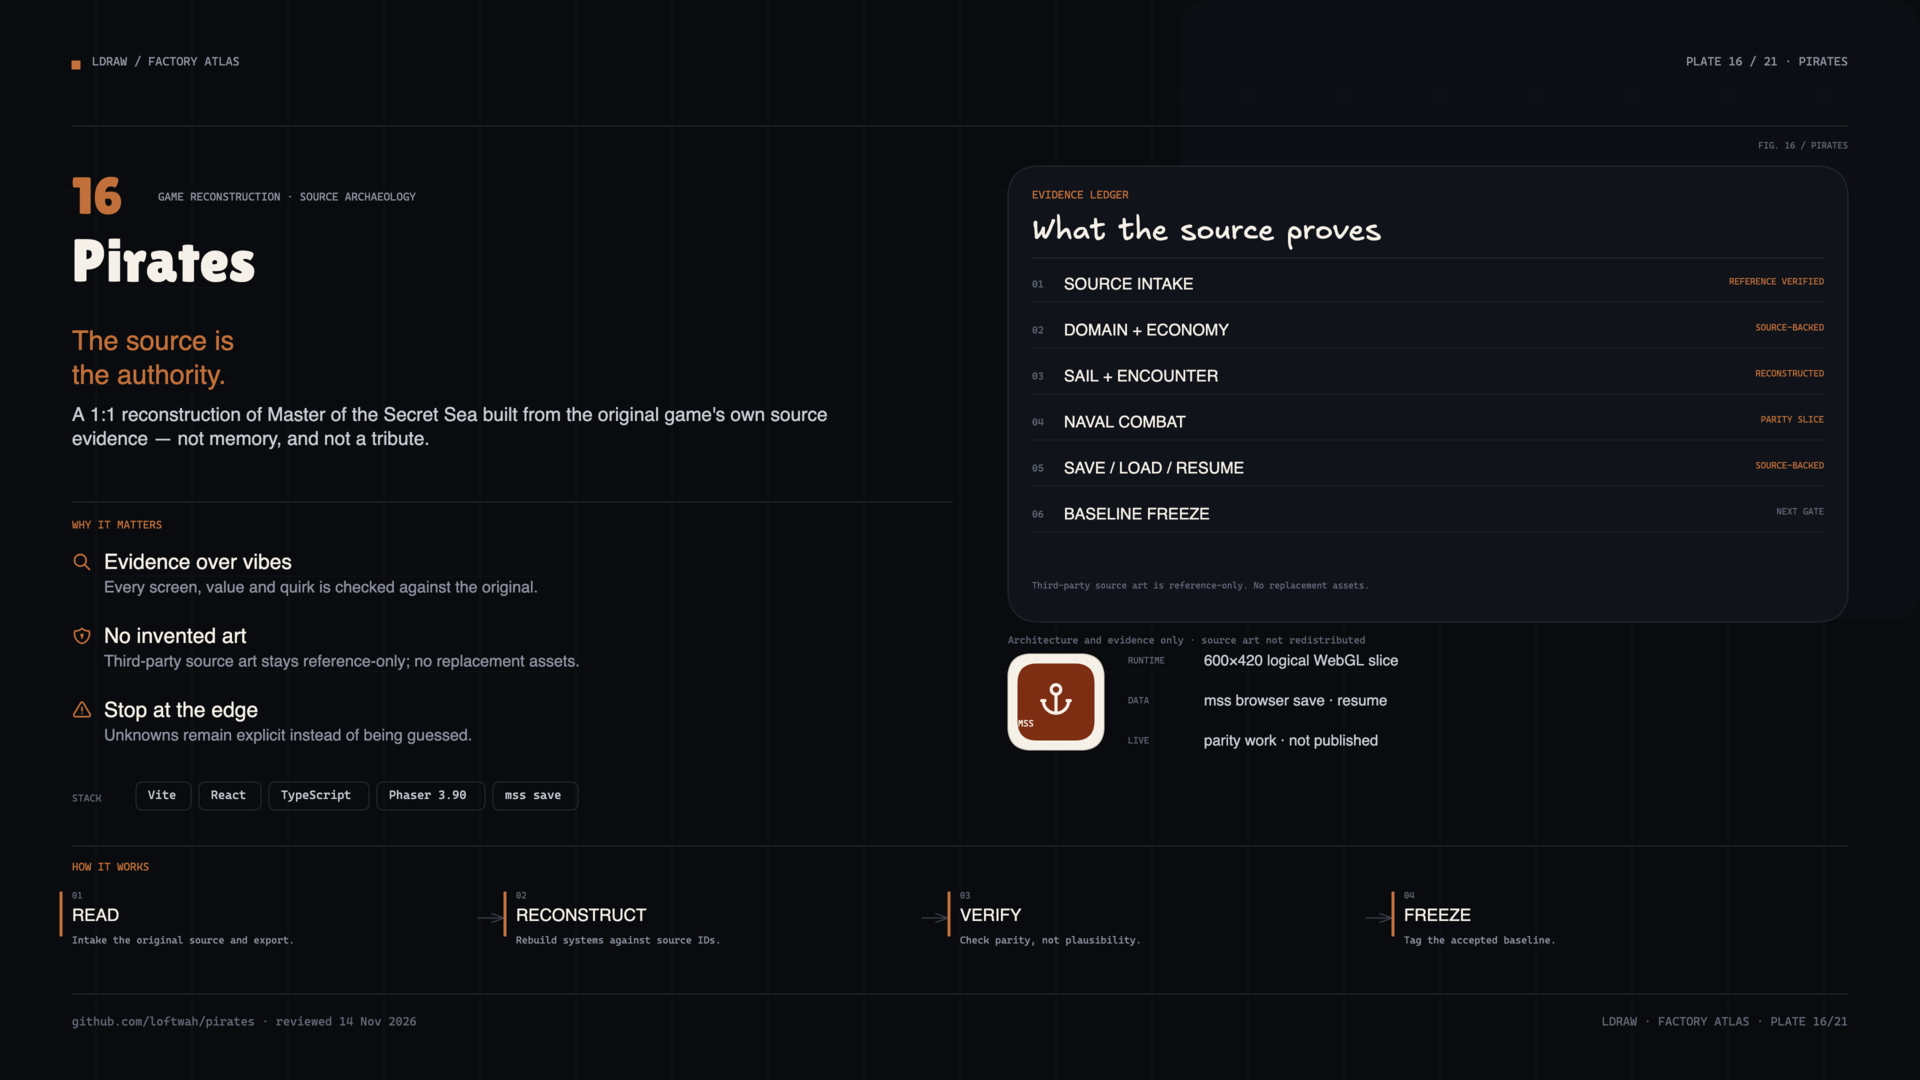 LDRAW / FACTORY ATLAS
PLATE 16 / 21 · PIRATES
FIG. 16 / PIRATES
16
GAME RECONSTRUCTION · SOURCE ARCHAEOLOGY
Pirates
The source is
the authority.
A 1:1 reconstruction of Master of the Secret Sea built from the original game's own source
evidence — not memory, and not a tribute.
WHY IT MATTERS
Evidence over vibes
Every screen, value and quirk is checked against the original.
No invented art
Third-party source art stays reference-only; no replacement assets.
Stop at the edge
Unknowns remain explicit instead of being guessed.
STACK
Vite
React
TypeScript
Phaser 3.90
mss save
EVIDENCE LEDGER
What the source proves
01 SOURCE INTAKE REFERENCE VERIFIED
02 DOMAIN + ECONOMY SOURCE-BACKED
03 SAIL + ENCOUNTER RECONSTRUCTED
04 NAVAL COMBAT PARITY SLICE
05 SAVE / LOAD / RESUME SOURCE-BACKED
06 BASELINE FREEZE NEXT GATE
Third-party source art is reference-only. No replacement assets.
Architecture and evidence only · source art not redistributed
MSS
RUNTIME 600×420 logical WebGL slice
DATA mss browser save · resume
LIVE parity work · not published
HOW IT WORKS
01
READ
Intake the original source and export.
02
RECONSTRUCT
Rebuild systems against source IDs.
03
VERIFY
Check parity, not plausibility.
04
FREEZE
Tag the accepted baseline.
github.com/loftwah/pirates · reviewed 14 Nov 2026
LDRAW · FACTORY ATLAS · PLATE 16/21